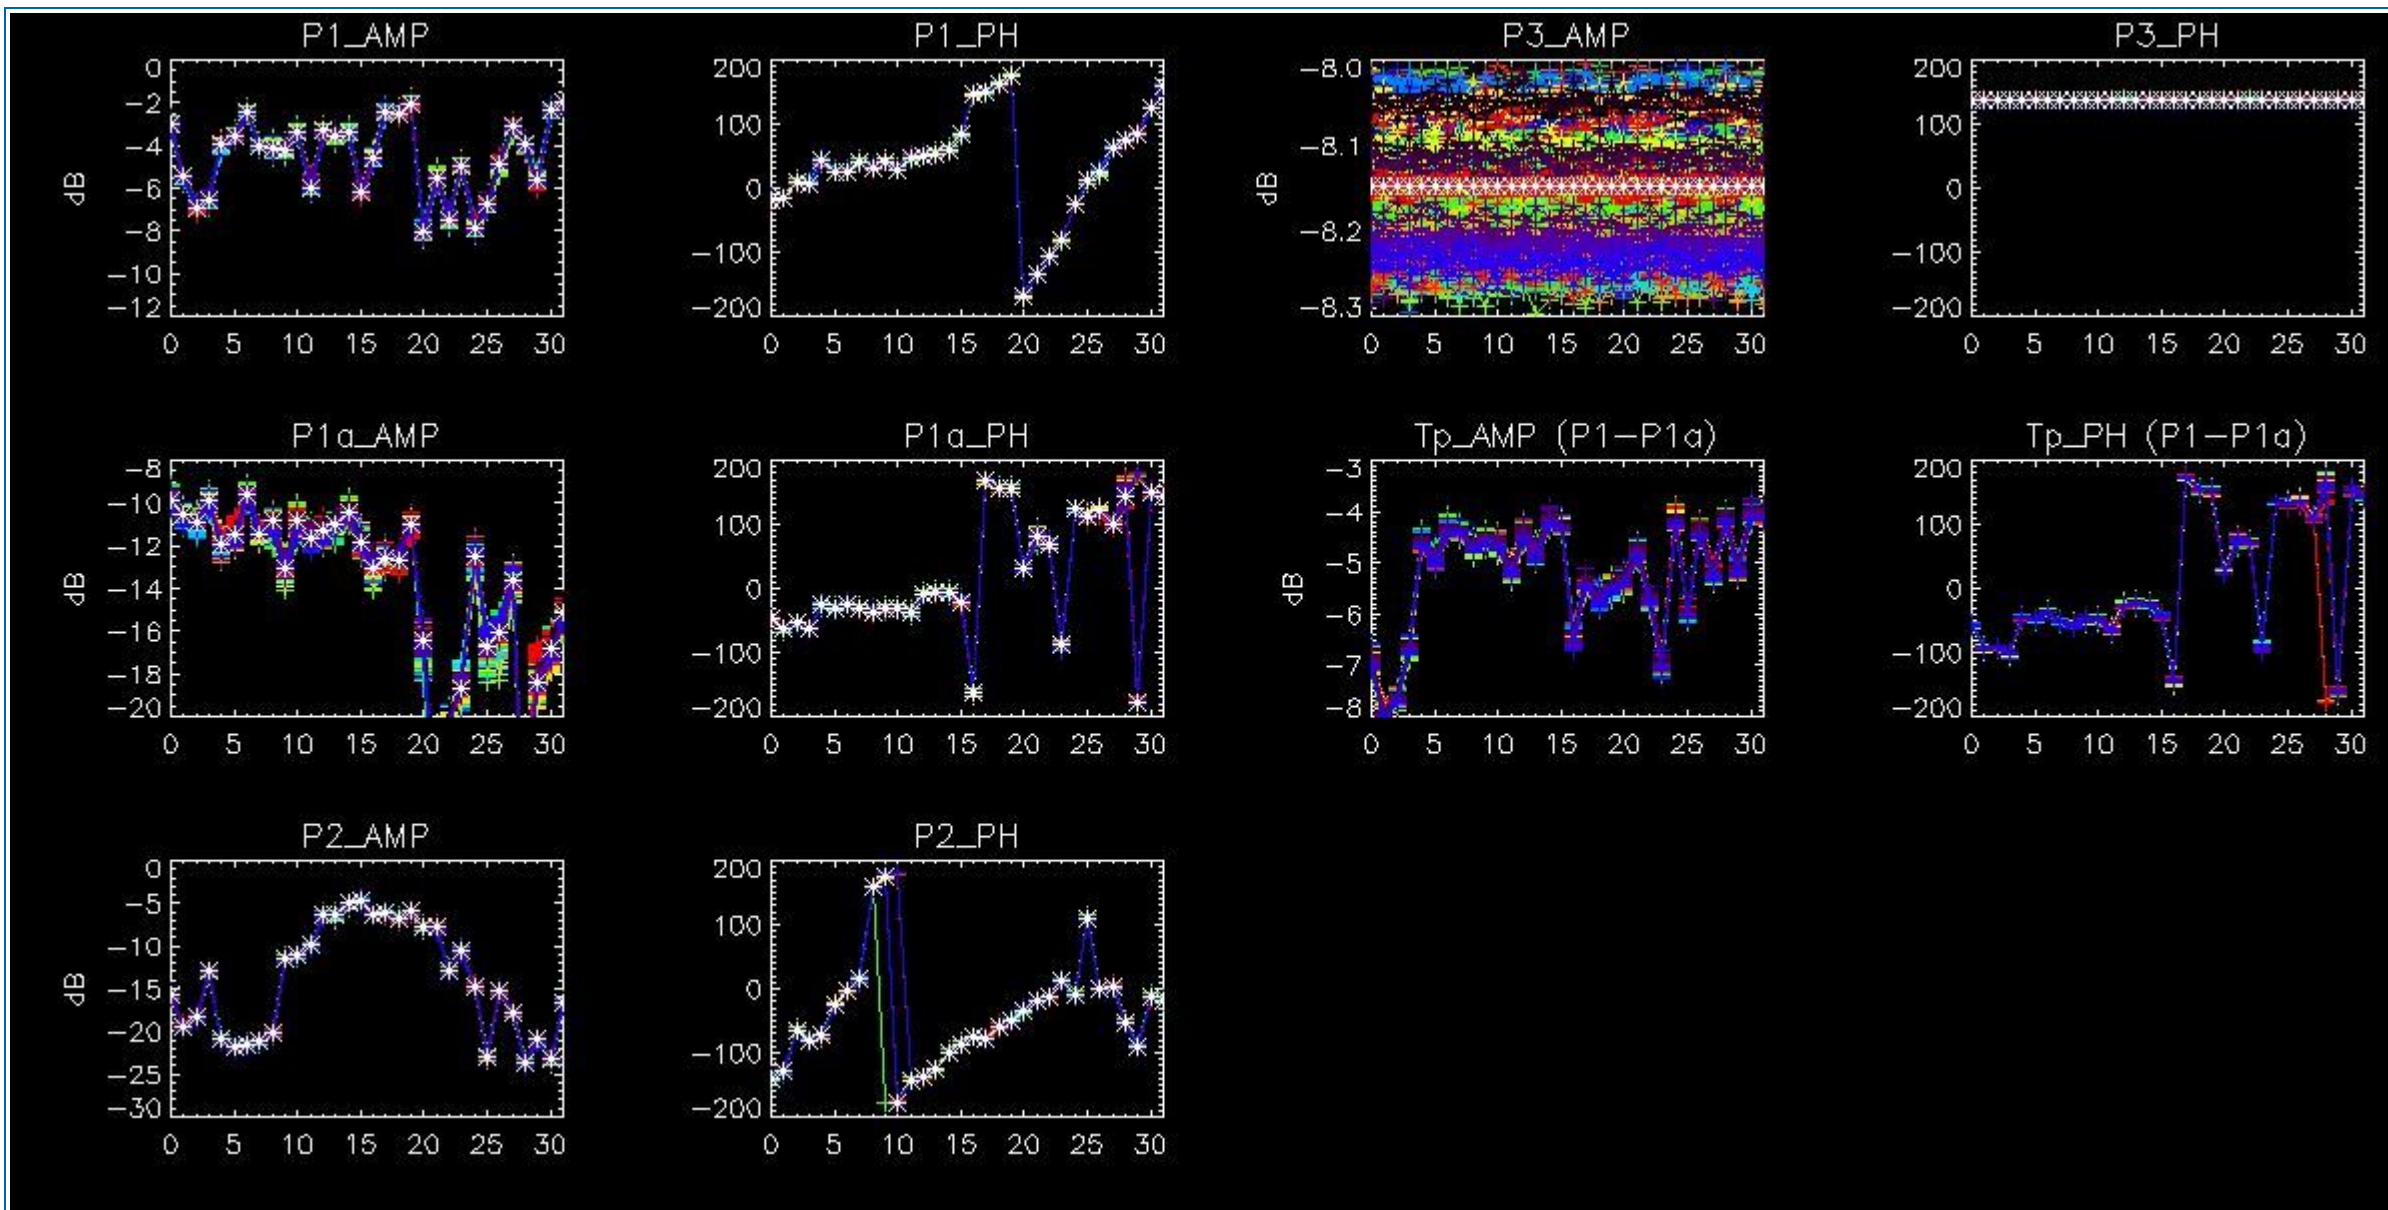 P1_AMP
0
−2
−4
−6
−8
−10
−12
dB
0 5 10 15 20 25 30
P1_PH
200
100
0
−100
−200
0 5 10 15 20 25 30
P3_AMP
−8.0
−8.1
−8.2
−8.3
dB
0 5 10 15 20 25 30
P3_PH
200
100
0
−100
−200
0 5 10 15 20 25 30
P1a_AMP
−8
−10
−12
−14
−16
−18
−20
dB
0 5 10 15 20 25 30
P1a_PH
200
100
0
−100
−200
0 5 10 15 20 25 30
Tp_AMP (P1−P1a)
−3
−4
−5
−6
−7
−8
dB
0 5 10 15 20 25 30
Tp_PH (P1−P1a)
200
100
0
−100
−200
0 5 10 15 20 25 30
P2_AMP
0
−5
−10
−15
−20
−25
−30
dB
0 5 10 15 20 25 30
P2_PH
200
100
0
−100
−200
0 5 10 15 20 25 30